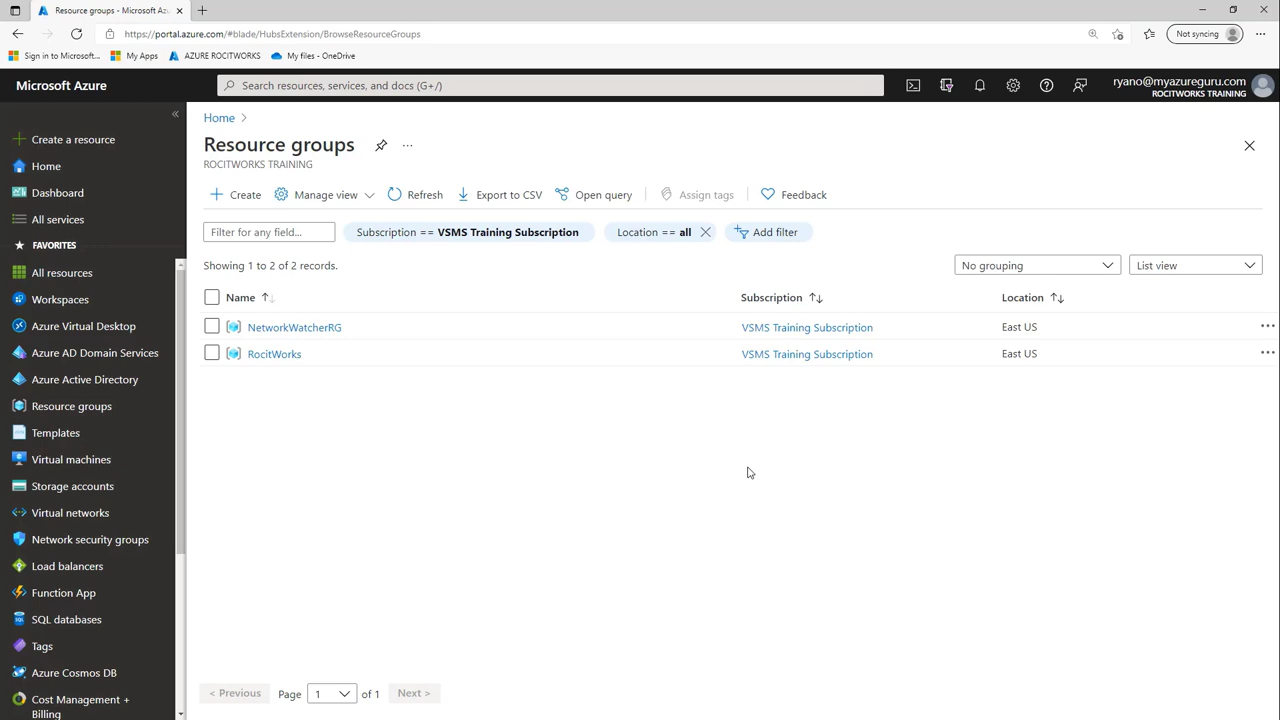 Resource groups - Microsoft Az
https://portal.azure.com/#blade/HubsExtension/BrowseResourceGroups
Not syncing
Sign in to Microsoft...
My Apps
AZURE ROCITWORKS
My files - OneDrive
Microsoft Azure
Search resources, services, and docs (G+/)
ryano@myazureguru.com
ROCITWORKS TRAINING
Create a resource
Home
Dashboard
All services
FAVORITES
All resources
Workspaces
Azure Virtual Desktop
Azure AD Domain Services
Azure Active Directory
Resource groups
Templates
Virtual machines
Storage accounts
Virtual networks
Network security groups
Load balancers
Function App
SQL databases
Tags
Azure Cosmos DB
Cost Management +
Billing
Home >
Resource groups
ROCITWORKS TRAINING
Create
Manage view
Refresh
Export to CSV
Open query
Assign tags
Feedback
Filter for any field...
Subscription == VSMS Training Subscription
Location == all
Add filter
Showing 1 to 2 of 2 records.
No grouping
List view
Name
Subscription
Location
NetworkWatcherRG
VSMS Training Subscription
East US
RocitWorks
VSMS Training Subscription
East US
< Previous
Page
1
of 1
Next >